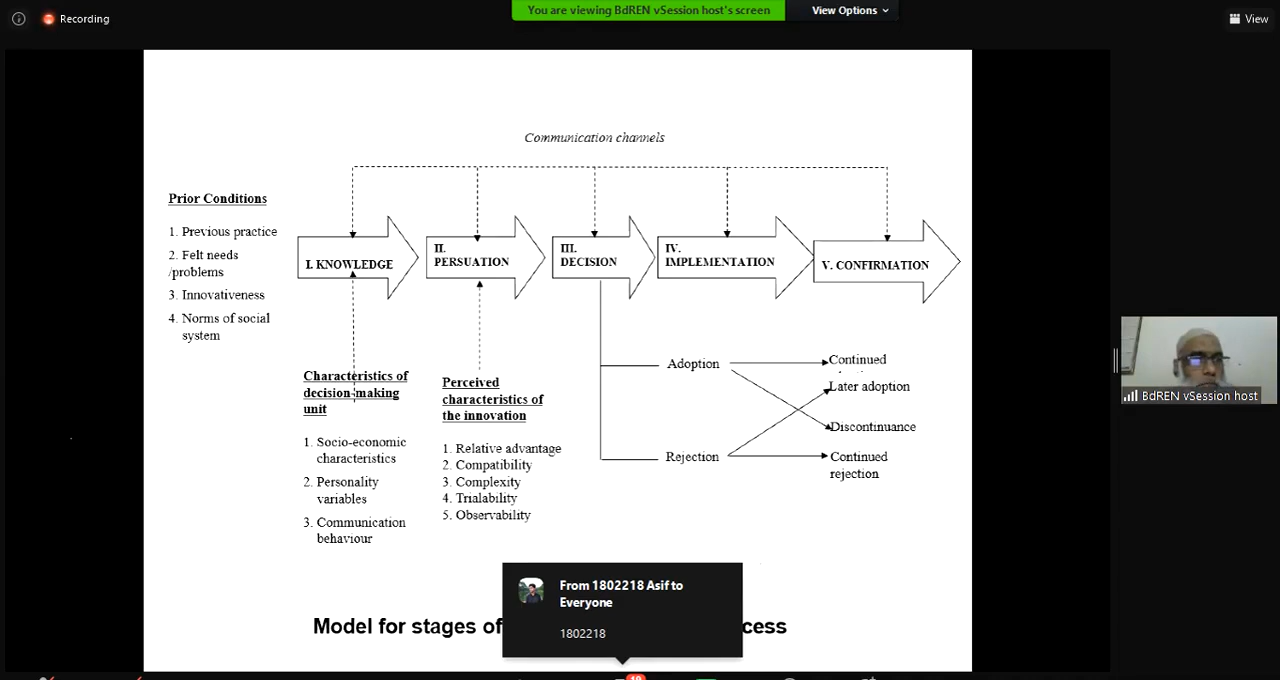 Recording
You are viewing BdREN vSession host's screen
View Options
View
Communication channels
Prior Conditions
1. Previous practice
2. Felt needs
/problems
3. Innovativeness
4. Norms of social
system
I. KNOWLEDGE
II.
PERSUATION
III.
DECISION
IV.
IMPLEMENTATION
V. CONFIRMATION
Characteristics of
decision-making
unit
1. Socio-economic
characteristics
2. Personality
variables
3. Communication
behaviour
Perceived
characteristics of
the innovation
1. Relative advantage
2. Compatibility
3. Complexity
4. Trialability
5. Observability
Adoption
Rejection
Continued
Later adoption
Discontinuance
Continued
rejection
BdREN vSession host
From 1802218 Asif to
Everyone
1802218
Model for stages of cess
19